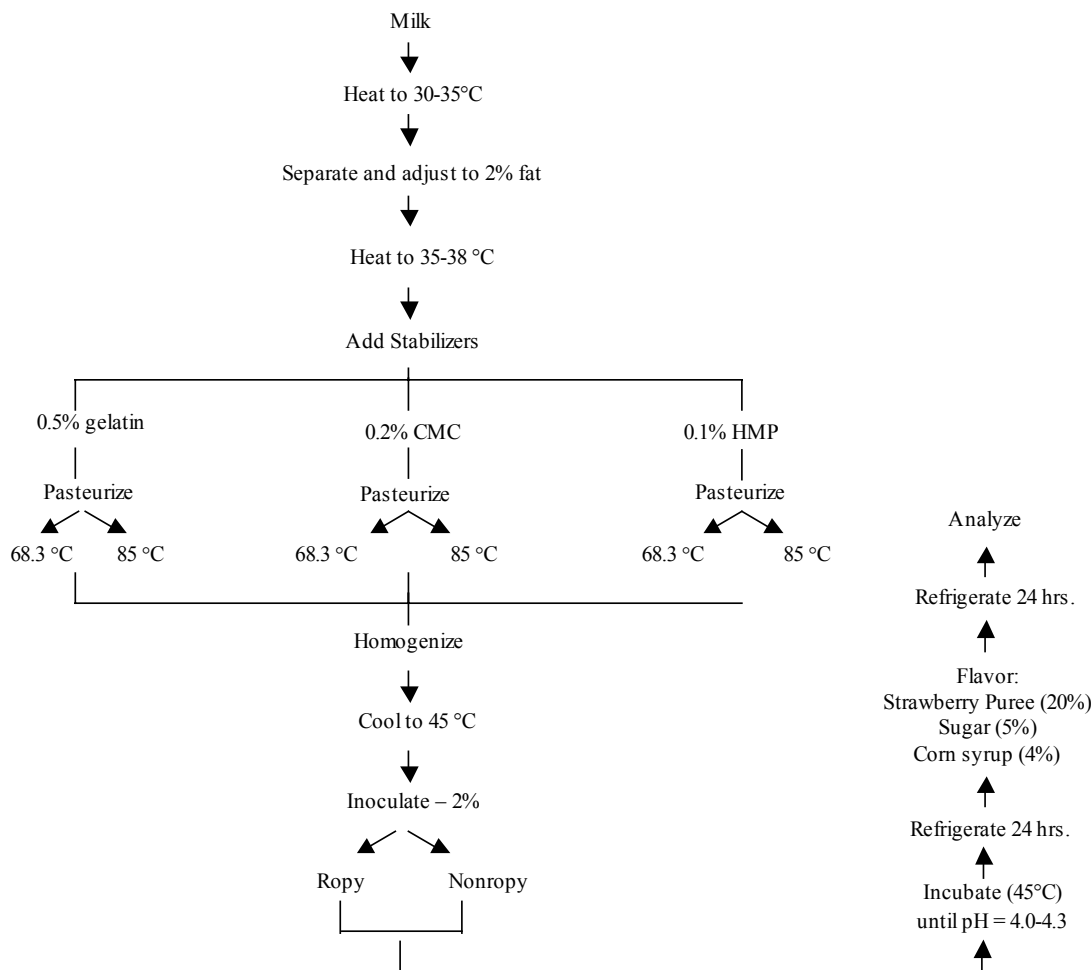 Milk
Heat to 30-35°C
Separate and adjust to 2% fat
Heat to 35-38 °C
Add Stabilizers
0.5% gelatin
0.2% CMC
0.1% HMP
Pasteurize
Pasteurize
Pasteurize
68.3 °C
85 °C
68.3 °C
85 °C
68.3 °C
85 °C
Homogenize
Cool to 45 °C
Inoculate – 2%
Ropy
Nonropy
Analyze
Refrigerate 24 hrs.
Flavor:
Strawberry Puree (20%)
Sugar (5%)
Corn syrup (4%)
Refrigerate 24 hrs.
Incubate (45°C)
until pH = 4.0-4.3